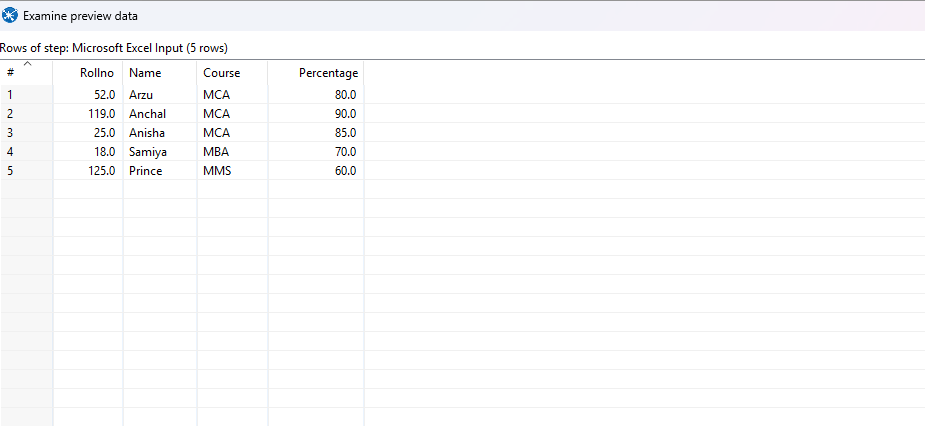 Examine preview data
Rows of step: Microsoft Excel Input (5 rows)
# Rollno Name Course Percentage
1 52.0 Arzu MCA 80.0
2 119.0 Anchal MCA 90.0
3 25.0 Anisha MCA 85.0
4 18.0 Samiya MBA 70.0
5 125.0 Prince MMS 60.0